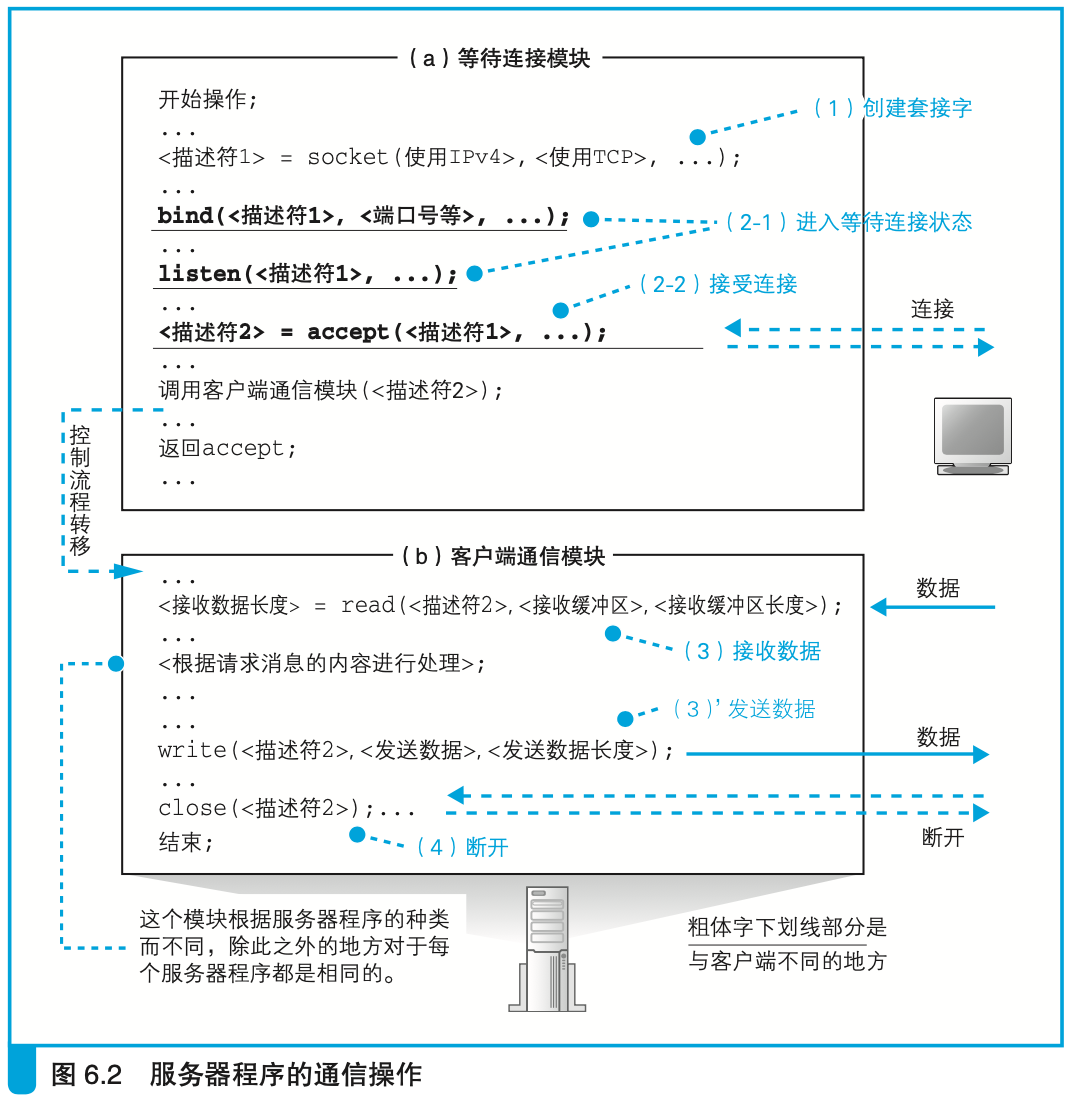 (a)等待连接模块
开始操作;
(1)创建套接字
...
<描述符1> = socket(使用IPv4>, <使用TCP>, ...);
...
bind(<描述符1>, <端口号等>, ...);
(2-1)进入等待连接状态
...
listen(<描述符1>, ...);
(2-2)接受连接
...
连接
<描述符2> = accept(<描述符1>, ...);
...
调用客户端通信模块(<描述符2>);
...
返回accept;
...
控制流程转移
(b)客户端通信模块
...
数据
<接收数据长度> = read(<描述符2>,<接收缓冲区>,<接收缓冲区长度>);
...
(3)接收数据
<根据请求消息的内容进行处理>;
...
(3)’发送数据
...
数据
write(<描述符2>,<发送数据>,<发送数据长度>);
...
close(<描述符2>);...
断开
结束;
(4)断开
这个模块根据服务器程序的种类
而不同，除此之外的地方对于每
个服务器程序都是相同的。
粗体字下划线部分是
与客户端不同的地方
图 6.2 服务器程序的通信操作